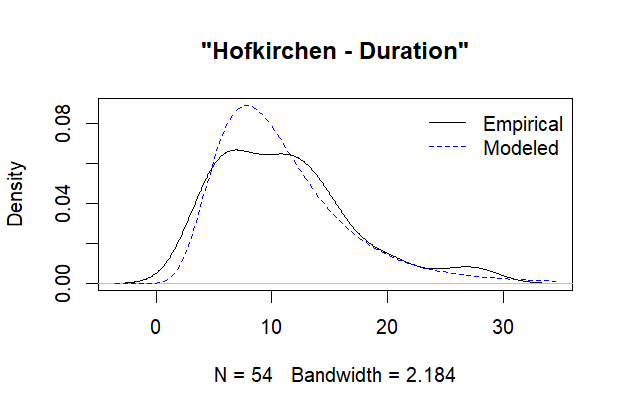 "Hofkirchen - Duration"
Density
0.00
0.04
0.08
Empirical
Modeled
0
10
20
30
N = 54   Bandwidth = 2.184